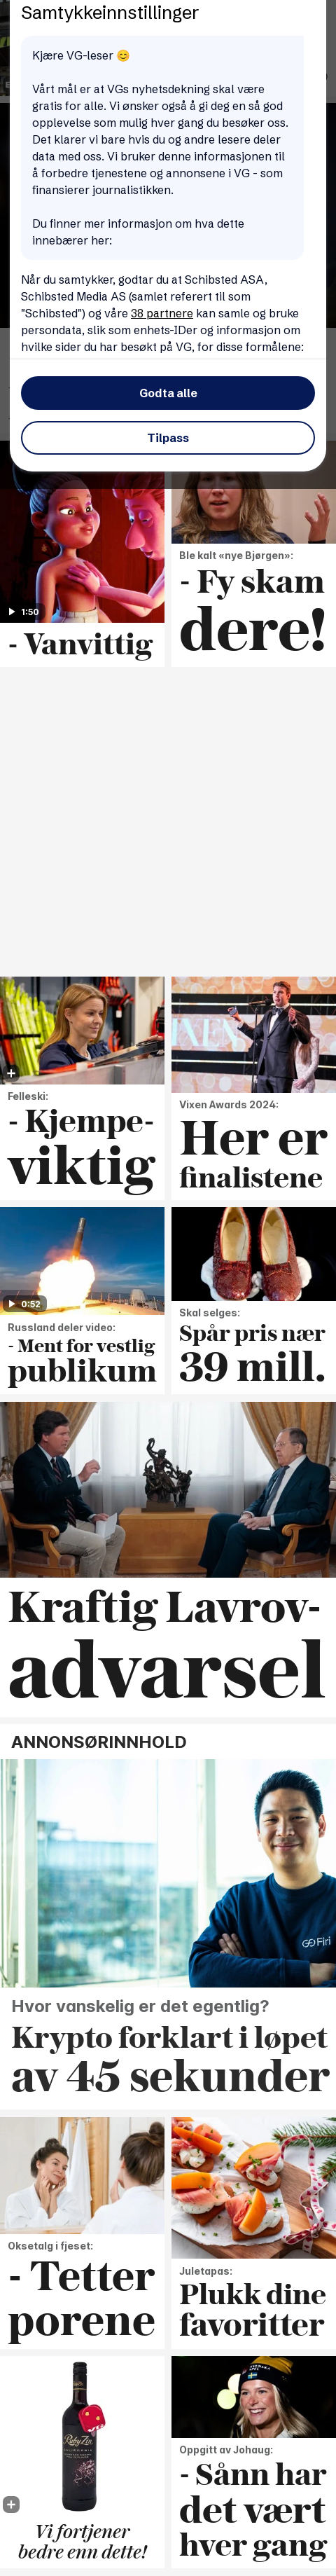 Samtykkeinnstillinger
Kjære VG-leser 😊
Vårt mål er at VGs nyhetsdekning skal være
gratis for alle. Vi ønsker også å gi deg en så god
opplevelse som mulig hver gang du besøker oss.
Det klarer vi bare hvis du og andre lesere deler
data med oss. Vi bruker denne informasjonen til
å forbedre tjenestene og annonsene i VG - som
finansierer journalistikken.
Du finner mer informasjon om hva dette
innebærer her:
Når du samtykker, godtar du at Schibsted ASA,
Schibsted Media AS (samlet referert til som
"Schibsted") og våre 38 partnere kan samle og bruke
persondata, slik som enhets-IDer og informasjon om
hvilke sider du har besøkt på VG, for disse formålene:
Godta alle
Tilpass
1:50
- Vanvittig
Ble kalt «nye Bjørgen»:
- Fy skam
dere!
Felleski:
- Kjempe-
viktig
Vixen Awards 2024:
Her er
finalistene
0:52
Russland deler video:
- Ment for vestlig
publikum
Skal selges:
Spår pris nær
39 mill.
Kraftig Lavrov-
advarsel
ANNONSØRINNHOLD
Firi
Hvor vanskelig er det egentlig?
Krypto forklart i løpet
av 45 sekunder
Oksetalg i fjeset:
- Tetter
porene
Juletapas:
Plukk dine
favoritter
Ruby Zin
Vi fortjener
bedre enn dette!
Oppgitt av Johaug:
- Sånn har
det vært
hver gang